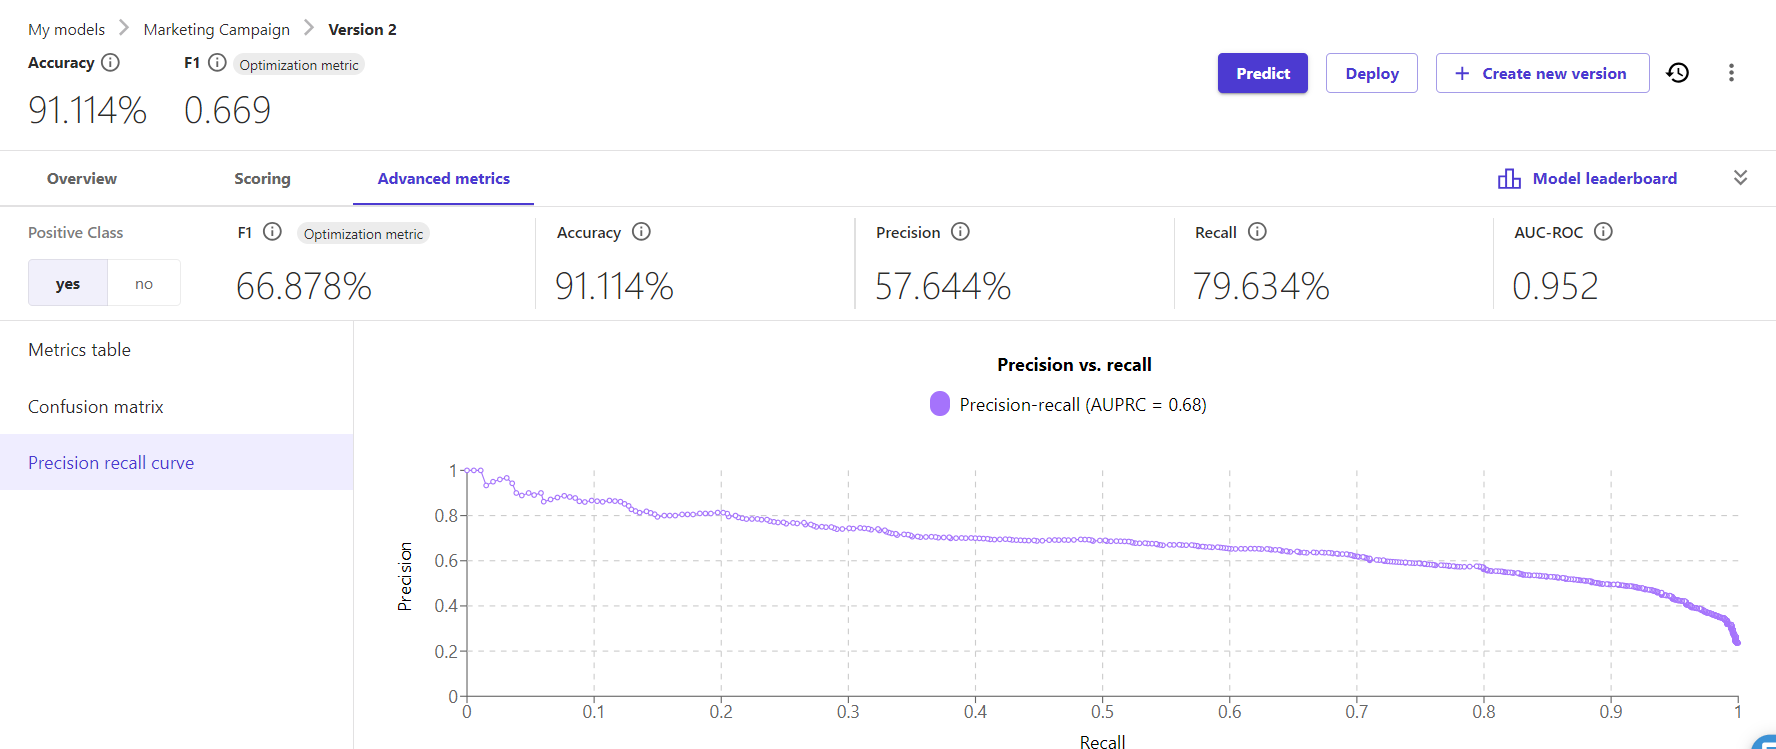 My models > Marketing Campaign > Version 2
Accuracy F1 Optimization metric
91.114% 0.669
Predict Deploy + Create new version
Overview Scoring Advanced metrics Model leaderboard
Positive Class F1 Optimization metric Accuracy Precision Recall AUC-ROC
yes no 66.878% 91.114% 57.644% 79.634% 0.952
Metrics table
Confusion matrix
Precision recall curve
Precision vs. recall
Precision-recall (AUPRC = 0.68)
Precision
1
0.8
0.6
0.4
0.2
0
0 0.1 0.2 0.3 0.4 0.5 0.6 0.7 0.8 0.9 1
Recall